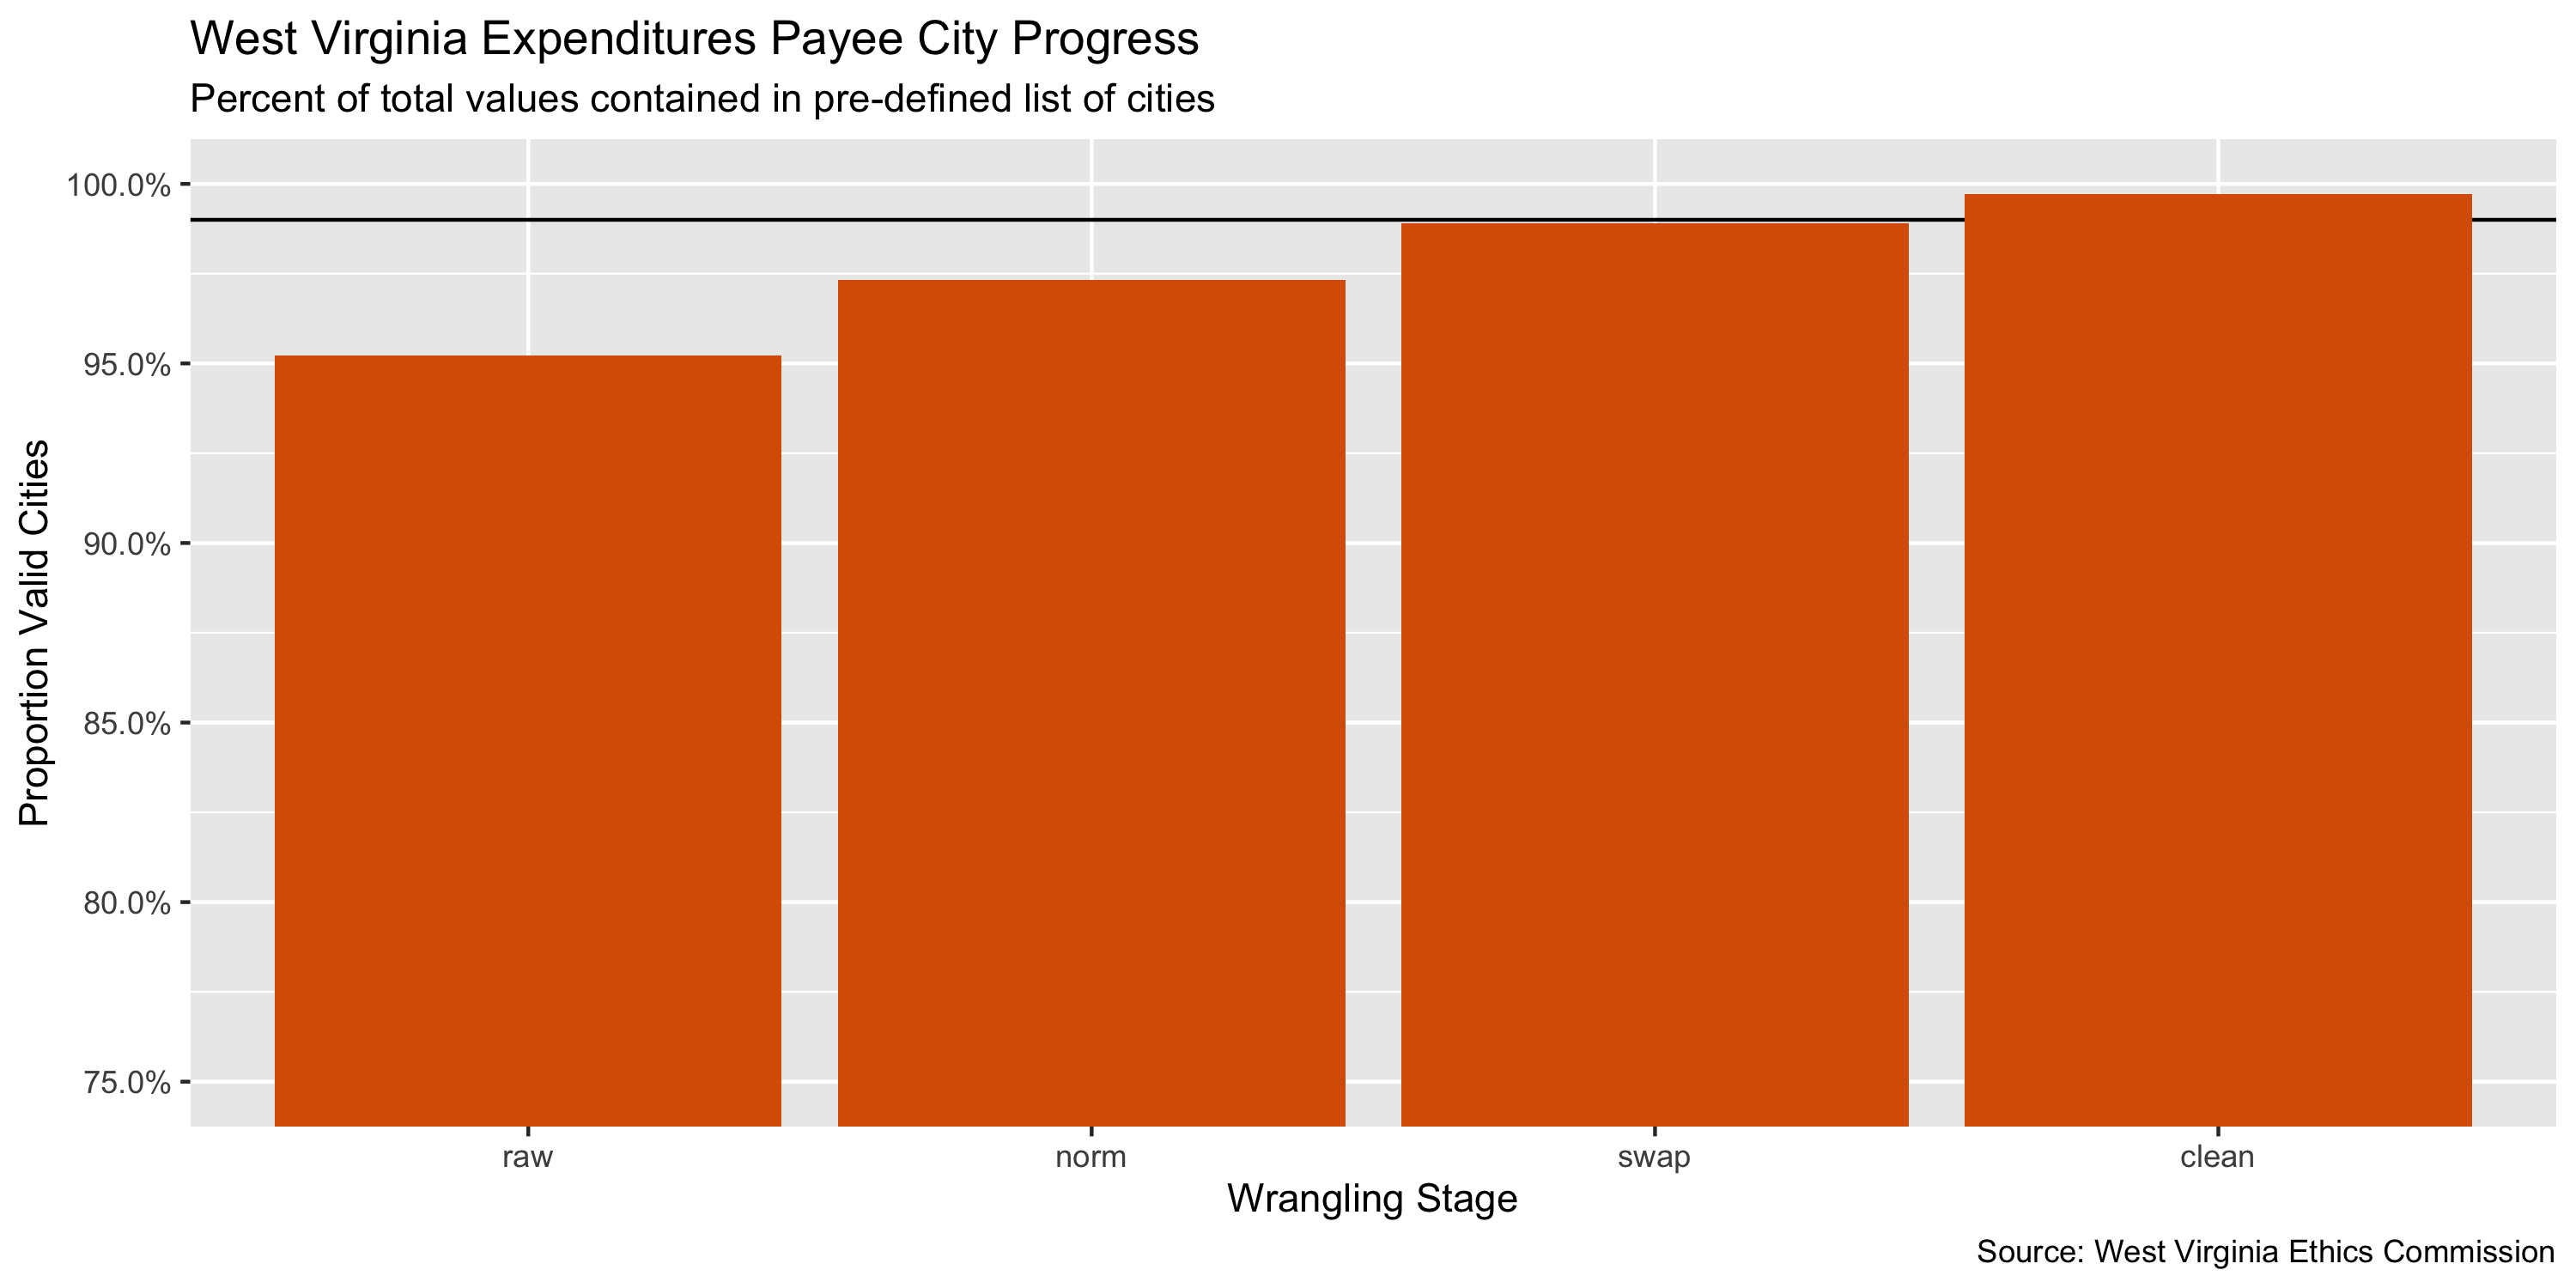 West Virginia Expenditures Payee City Progress
Percent of total values contained in pre-defined list of cities
100.0%
95.0%
90.0%
85.0%
80.0%
75.0%
Proportion Valid Cities
raw norm swap clean
Wrangling Stage
Source: West Virginia Ethics Commission